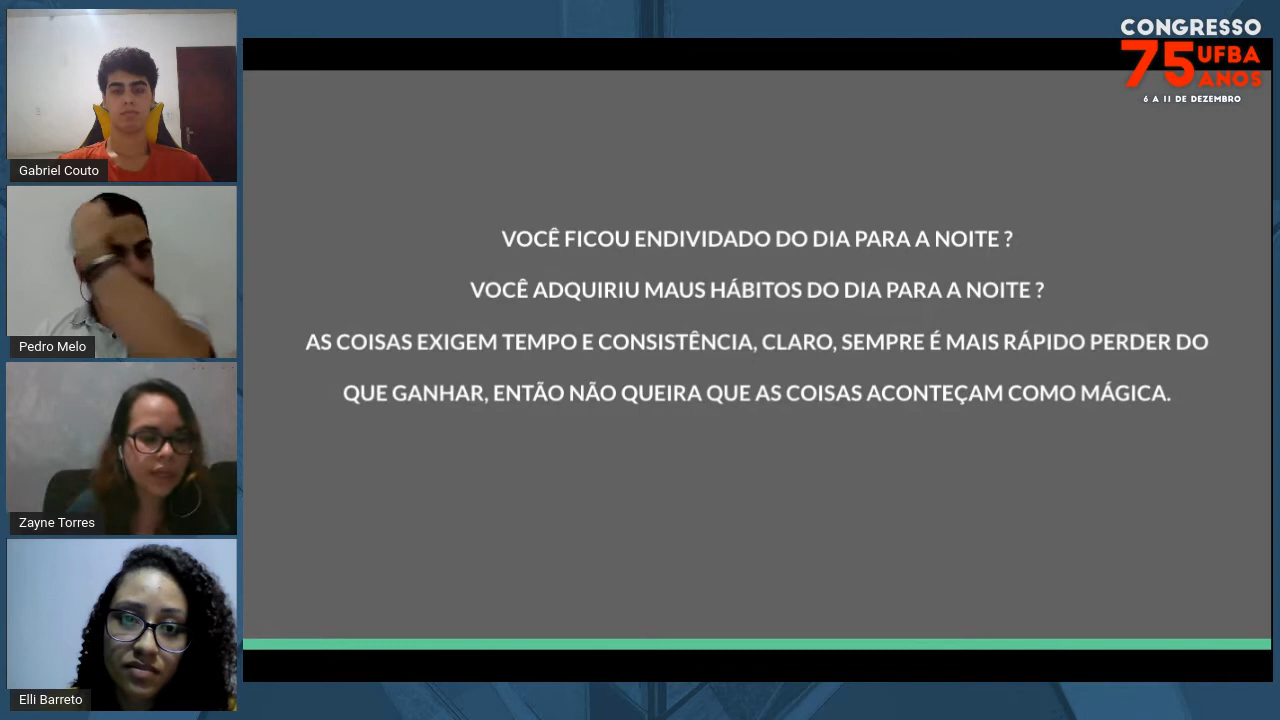 CONGRESSO
75 UFBA
ANOS
6 A 11 DE DEZEMBRO
Gabriel Couto
Pedro Melo
Zayne Torres
Elli Barreto
VOCÊ FICOU ENDIVIDADO DO DIA PARA A NOITE ?
VOCÊ ADQUIRIU MAUS HÁBITOS DO DIA PARA A NOITE ?
AS COISAS EXIGEM TEMPO E CONSISTÊNCIA, CLARO, SEMPRE É MAIS RÁPIDO PERDER DO
QUE GANHAR, ENTÃO NÃO QUEIRA QUE AS COISAS ACONTEÇAM COMO MÁGICA.